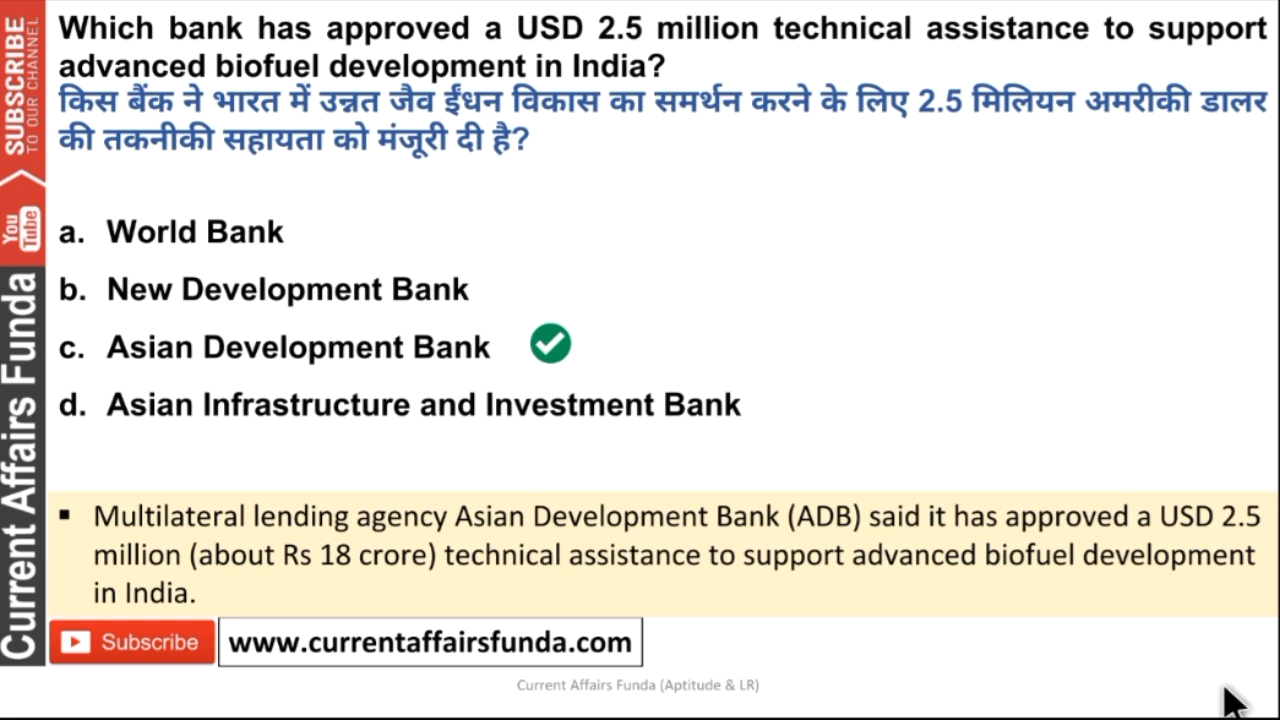 Which bank has approved a USD 2.5 million technical assistance to support
advanced biofuel development in India?
किस बैंक ने भारत में उन्नत जैव ईंधन विकास का समर्थन करने के लिए 2.5 मिलियन अमरीकी डालर
की तकनीकी सहायता को मंजूरी दी है?
a. World Bank
b. New Development Bank
c. Asian Development Bank
d. Asian Infrastructure and Investment Bank
▪ Multilateral lending agency Asian Development Bank (ADB) said it has approved a USD 2.5
million (about Rs 18 crore) technical assistance to support advanced biofuel development
in India.
Subscribe
www.currentaffairsfunda.com
Current Affairs Funda (Aptitude & LR)
SUBSCRIBE
TO OUR CHANNEL
You
Tube
Current Affairs Funda